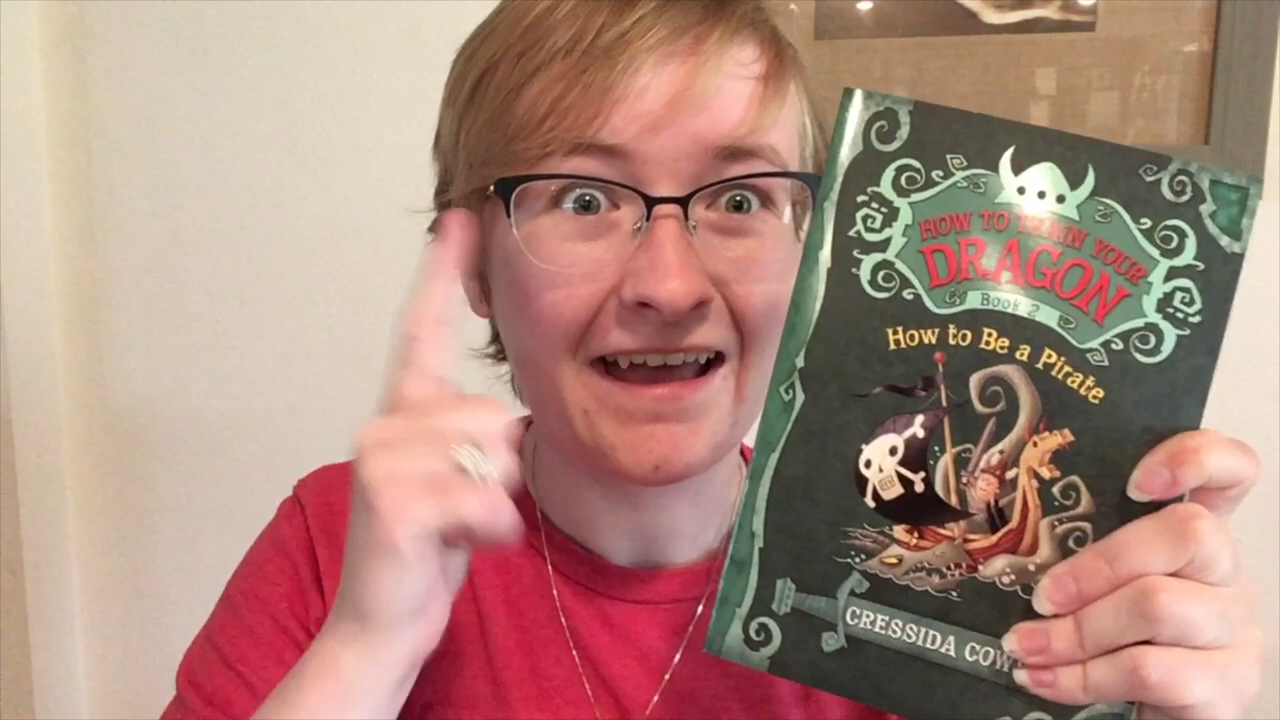 HOW TO TRAIN YOUR
DRAGON
Book 2
How to Be a Pirate
CRESSIDA COW